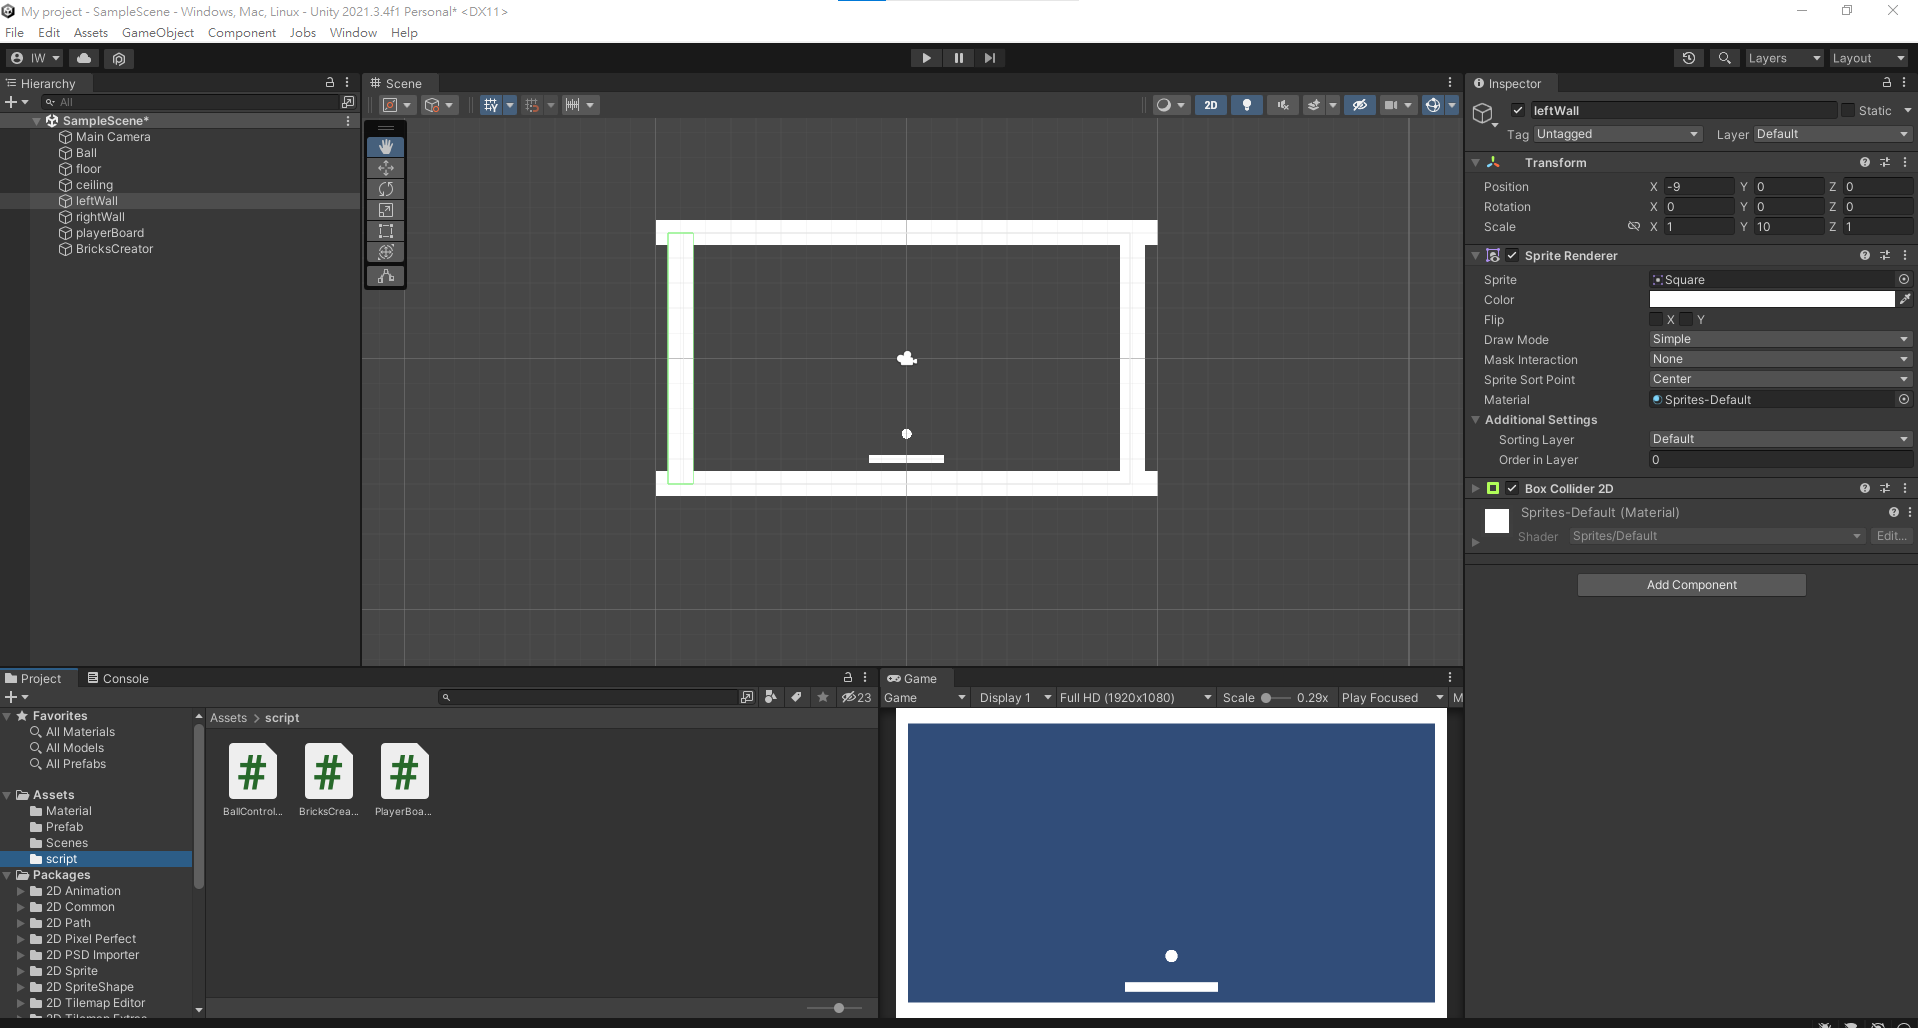 My project - SampleScene - Windows, Mac, Linux - Unity 2021.3.4f1 Personal* <DX11>
File Edit Assets GameObject Component Jobs Window Help
IW Layers Layout
Hierarchy
All
SampleScene*
Main Camera
Ball
floor
ceiling
leftWall
rightWall
playerBoard
BricksCreator
Scene
2D
Inspector
leftWall Static
Tag Untagged Layer Default
Transform
Position X -9 Y 0 Z 0
Rotation X 0 Y 0 Z 0
Scale X 1 Y 10 Z 1
Sprite Renderer
Sprite Square
Color
Flip X Y
Draw Mode Simple
Mask Interaction None
Sprite Sort Point Center
Material Sprites-Default
Additional Settings
Sorting Layer Default
Order in Layer 0
Box Collider 2D
Sprites-Default (Material)
Shader Sprites/Default Edit...
Add Component
Project Console
23
Favorites
All Materials
All Models
All Prefabs
Assets
Material
Prefab
Scenes
script
Packages
2D Animation
2D Common
2D Path
2D Pixel Perfect
2D PSD Importer
2D Sprite
2D SpriteShape
2D Tilemap Editor
2D Tilemap Extras
Assets > script
BallControl... BricksCrea... PlayerBoa...
Game
Game Display 1 Full HD (1920x1080) Scale 0.29x Play Focused M